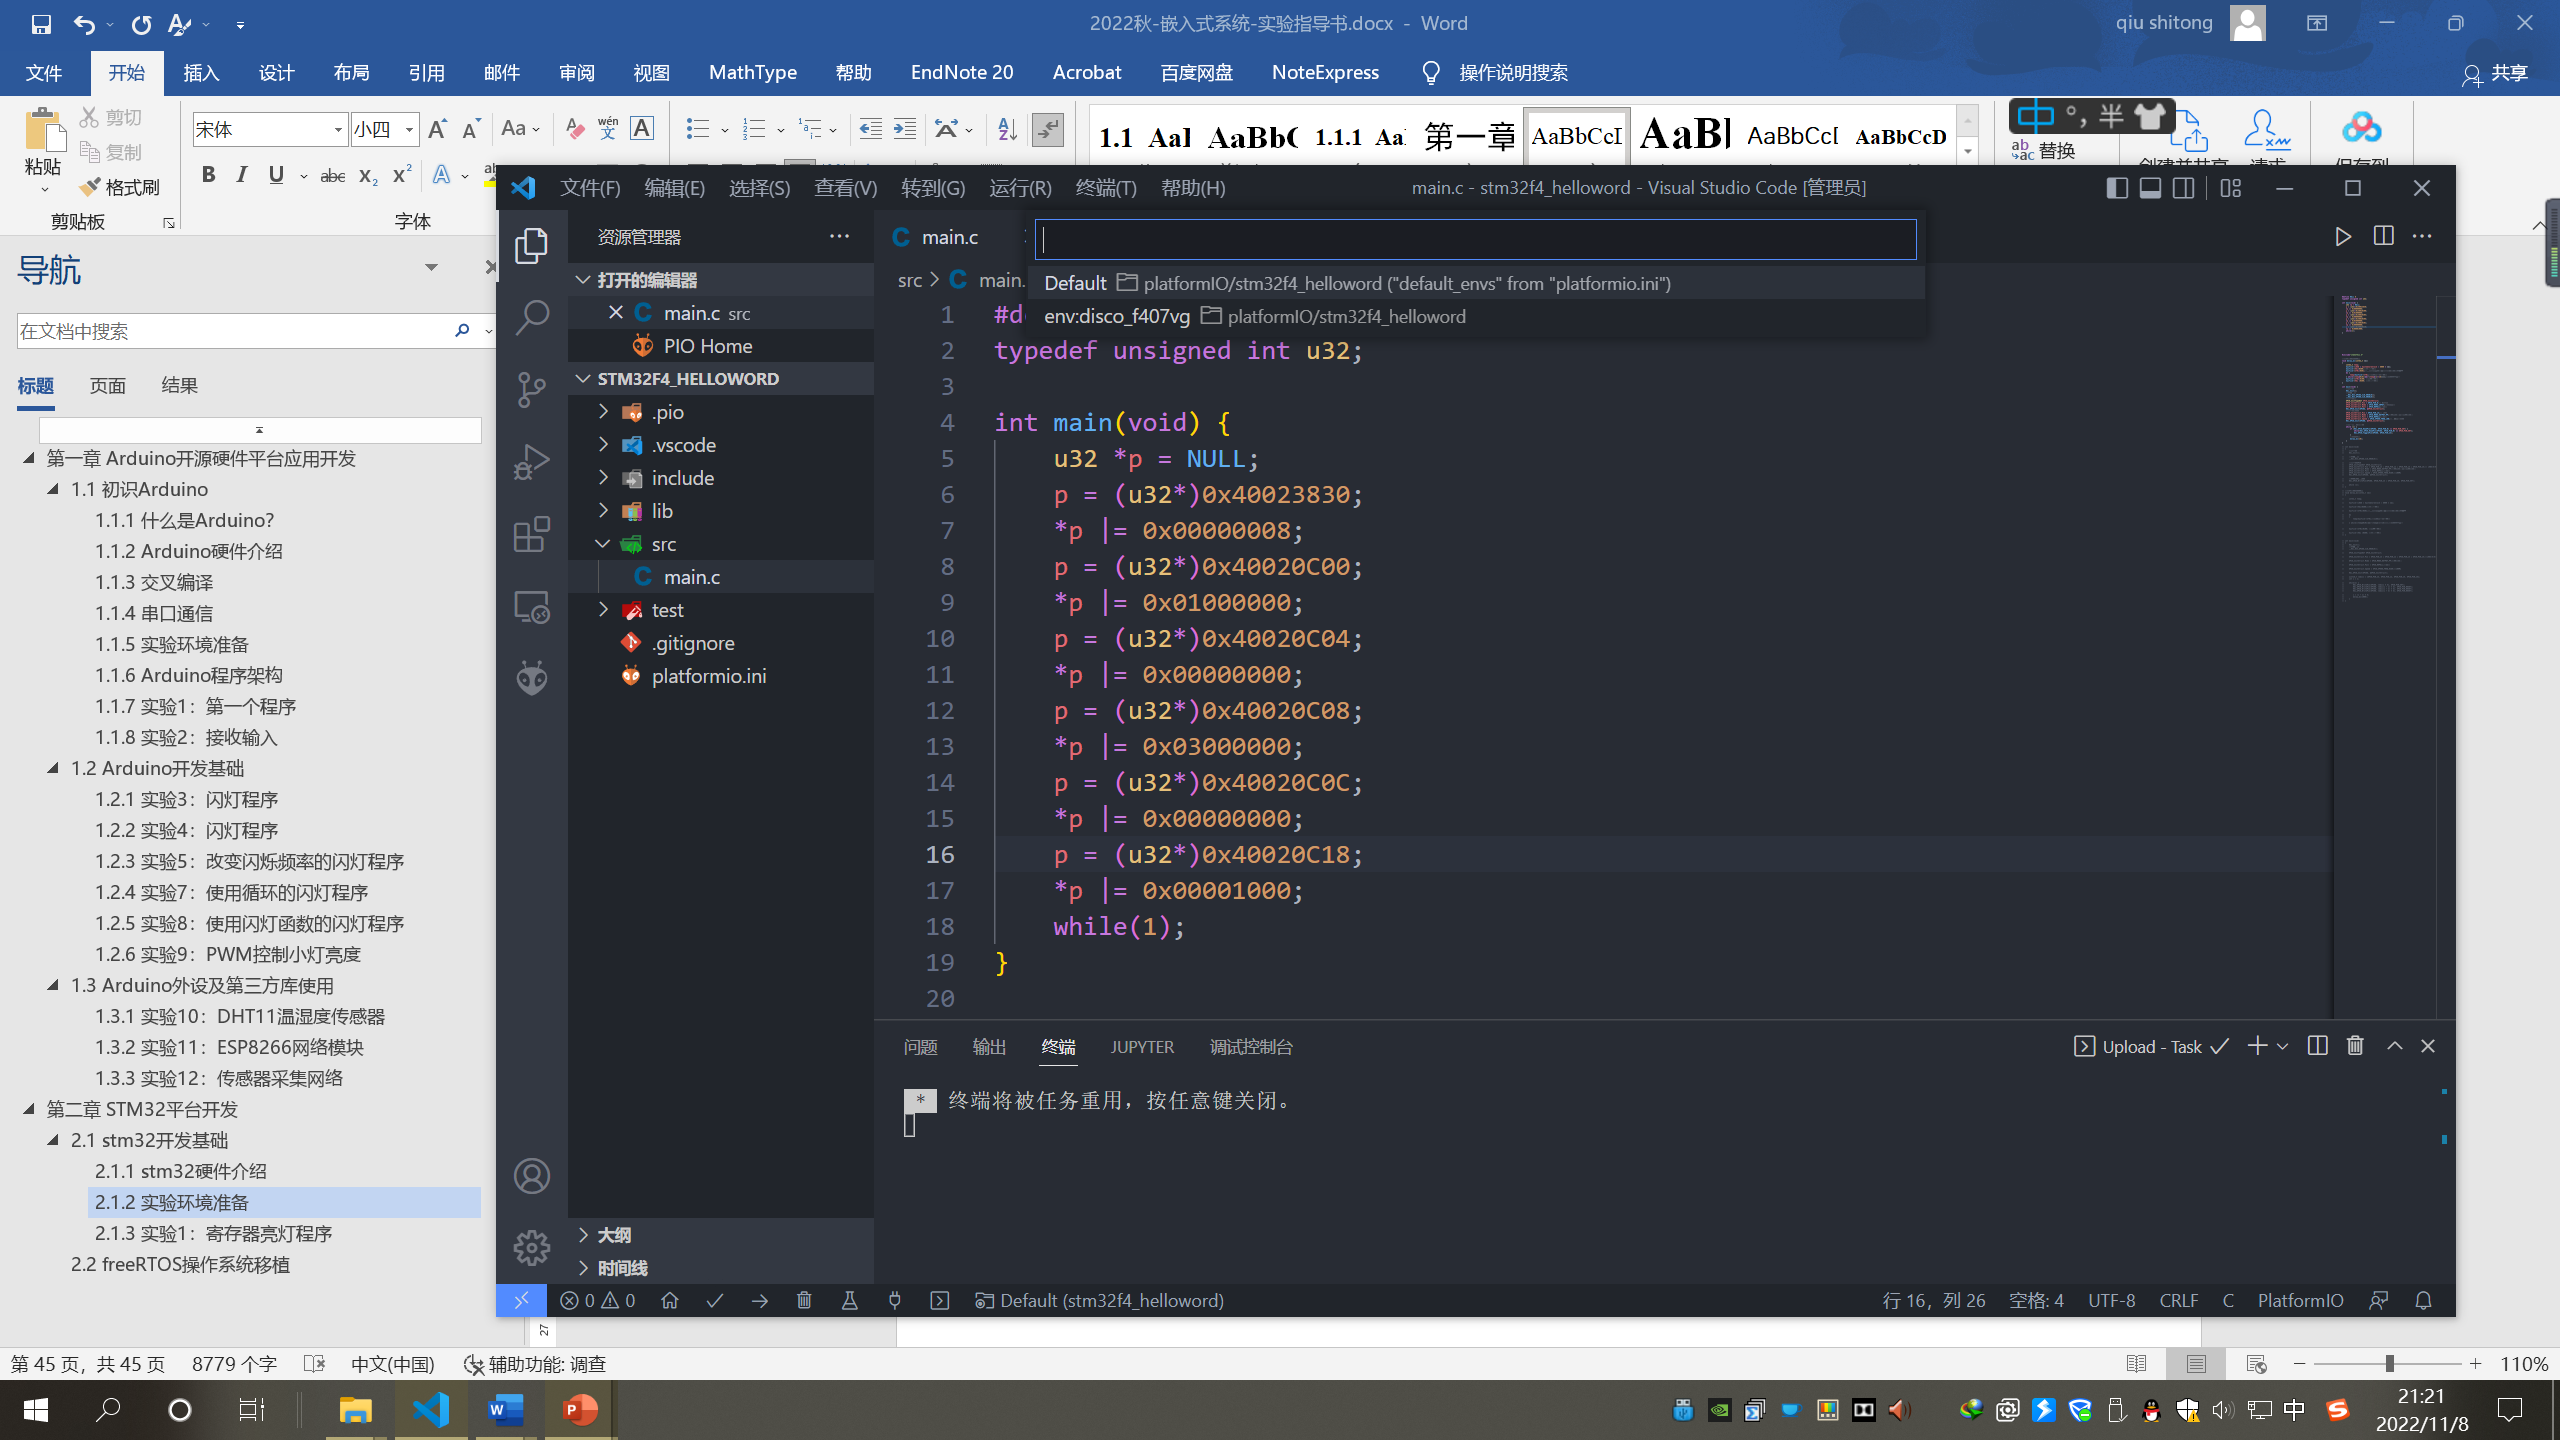 2022秋-嵌入式系统-实验指导书.docx - Word
qiu shitong
文件 开始 插入 设计 布局 引用 邮件 审阅 视图 MathType 帮助 EndNote 20 Acrobat 百度网盘 NoteExpress 操作说明搜索 共享
粘贴
剪切
复制
格式刷
剪贴板
宋体 小四
字体
1.1 AaI AaBbC 1.1.1 Aa 第一章 AaBbCcI AaBl AaBbCcI AaBbCcD
中 半
替换
导航
在文档中搜索
标题 页面 结果
第一章 Arduino开源硬件平台应用开发
1.1 初识Arduino
1.1.1 什么是Arduino?
1.1.2 Arduino硬件介绍
1.1.3 交叉编译
1.1.4 串口通信
1.1.5 实验环境准备
1.1.6 Arduino程序架构
1.1.7 实验1：第一个程序
1.1.8 实验2：接收输入
1.2 Arduino开发基础
1.2.1 实验3：闪灯程序
1.2.2 实验4：闪灯程序
1.2.3 实验5：改变闪烁频率的闪灯程序
1.2.4 实验7：使用循环的闪灯程序
1.2.5 实验8：使用闪灯函数的闪灯程序
1.2.6 实验9：PWM控制小灯亮度
1.3 Arduino外设及第三方库使用
1.3.1 实验10：DHT11温湿度传感器
1.3.2 实验11：ESP8266网络模块
1.3.3 实验12：传感器采集网络
第二章 STM32平台开发
2.1 stm32开发基础
2.1.1 stm32硬件介绍
2.1.2 实验环境准备
2.1.3 实验1：寄存器亮灯程序
2.2 freeRTOS操作系统移植
文件(F) 编辑(E) 选择(S) 查看(V) 转到(G) 运行(R) 终端(T) 帮助(H)
main.c - stm32f4_helloword - Visual Studio Code [管理员]
资源管理器
打开的编辑器
main.c src
PIO Home
STM32F4_HELLOWORD
.pio
.vscode
include
lib
src
main.c
test
.gitignore
platformio.ini
大纲
时间线
main.c
src > C main.
Default platformIO/stm32f4_helloword ("default_envs" from "platformio.ini")
env:disco_f407vg platformIO/stm32f4_helloword
1 #d
2 typedef unsigned int u32;
3
4 int main(void) {
5 u32 *p = NULL;
6 p = (u32*)0x40023830;
7 *p |= 0x00000008;
8 p = (u32*)0x40020C00;
9 *p |= 0x01000000;
10 p = (u32*)0x40020C04;
11 *p |= 0x00000000;
12 p = (u32*)0x40020C08;
13 *p |= 0x03000000;
14 p = (u32*)0x40020C0C;
15 *p |= 0x00000000;
16 p = (u32*)0x40020C18;
17 *p |= 0x00001000;
18 while(1);
19 }
20
问题 输出 终端 JUPYTER 调试控制台
Upload - Task
* 终端将被任务重用，按任意键关闭。
0 0
Default (stm32f4_helloword)
行 16，列 26 空格: 4 UTF-8 CRLF C PlatformIO
27
第 45 页，共 45 页 8779 个字 中文(中国) 辅助功能: 调查
110%
中
21:21
2022/11/8